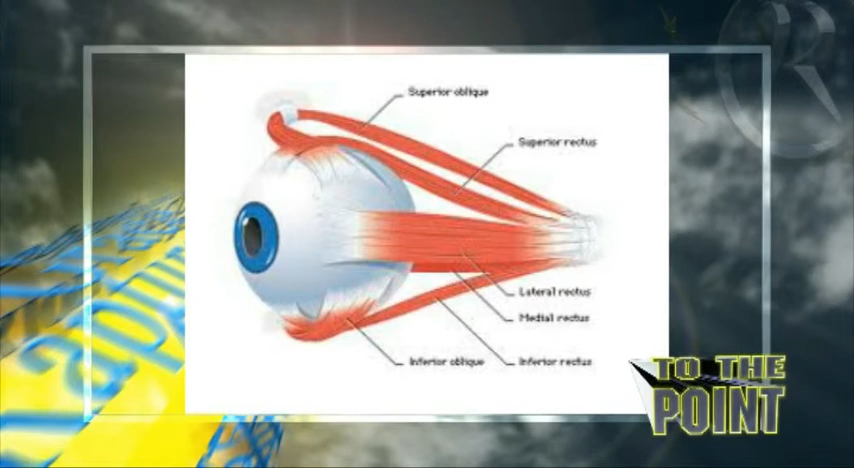 Superior oblique
Superior rectus
Lateral rectus
Medial rectus
Inferior oblique
Inferior rectus
TO THE
POINT